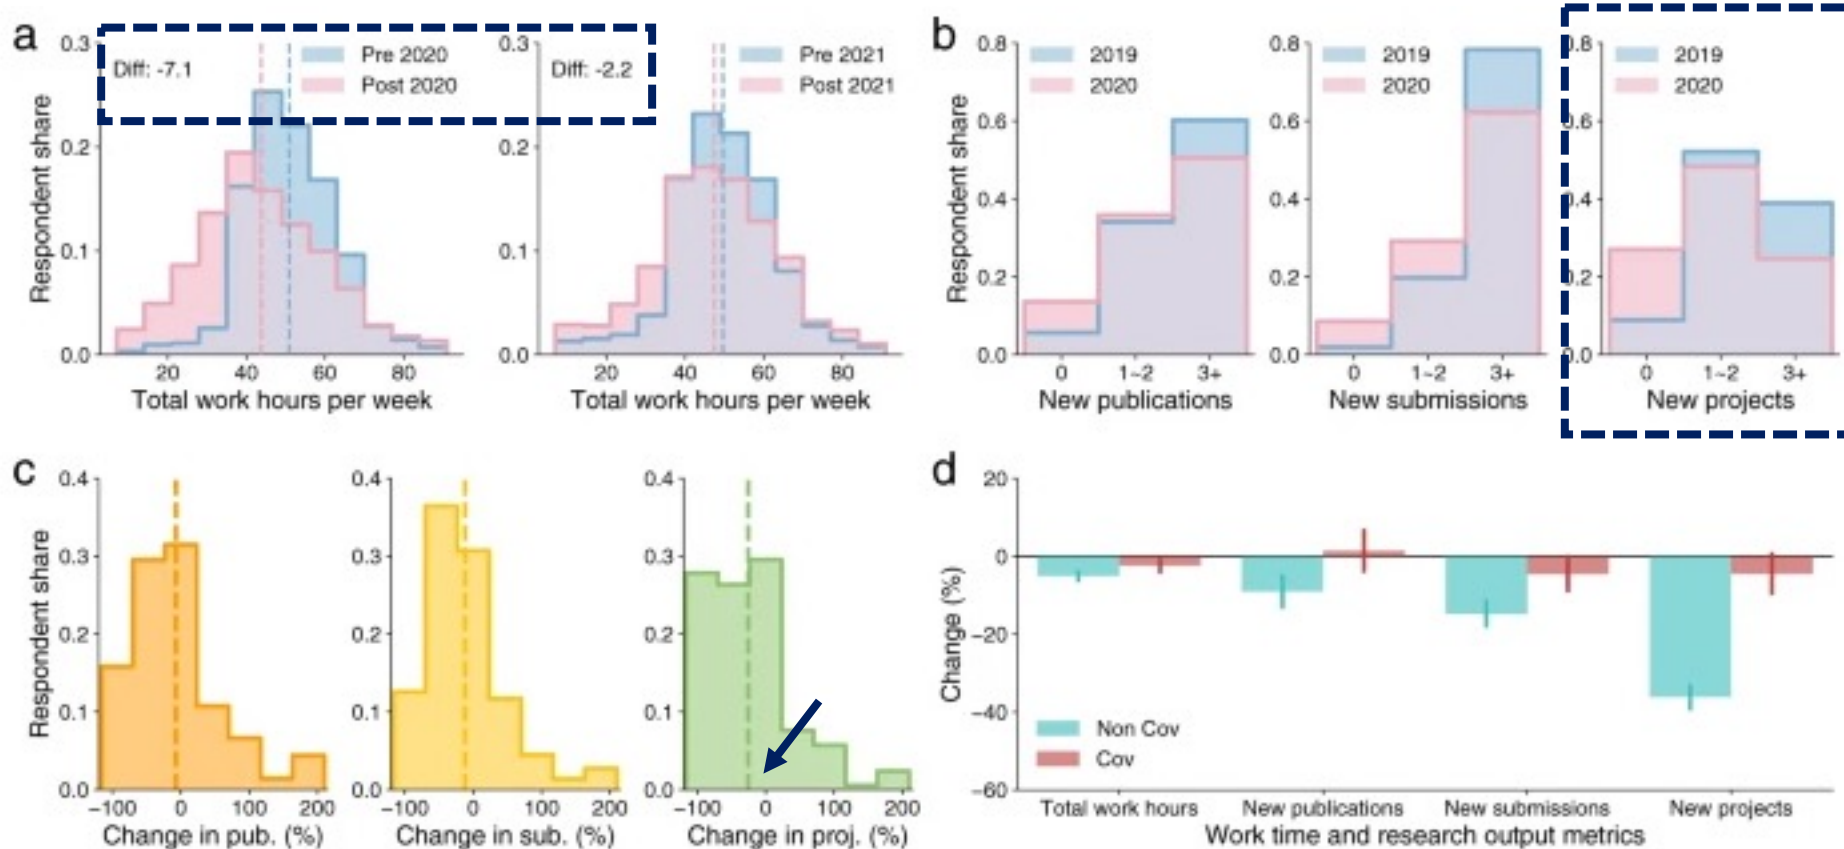 a
0.3
0.2
0.1
0.0
Respondent share
Diff: -7.1
Pre 2020
Post 2020
20 40 60 80
Total work hours per week
0.3
0.2
0.1
0.0
Diff: -2.2
Pre 2021
Post 2021
20 40 60 80
Total work hours per week
b
0.8
0.6
0.4
0.2
0.0
Respondent share
2019
2020
0 1~2 3+
New publications
0.8
0.6
0.4
0.2
0.0
2019
2020
0 1~2 3+
New submissions
0.8
0.6
0.4
0.2
0.0
2019
2020
0 1~2 3+
New projects
c
0.4
0.3
0.2
0.1
0.0
Respondent share
−100 0 100 200
Change in pub. (%)
0.4
0.3
0.2
0.1
0.0
−100 0 100 200
Change in sub. (%)
0.4
0.3
0.2
0.1
0.0
−100 0 100 200
Change in proj. (%)
d
20
0
−20
−40
−60
Change (%)
Non Cov
Cov
Total work hours New publications New submissions New projects
Work time and research output metrics